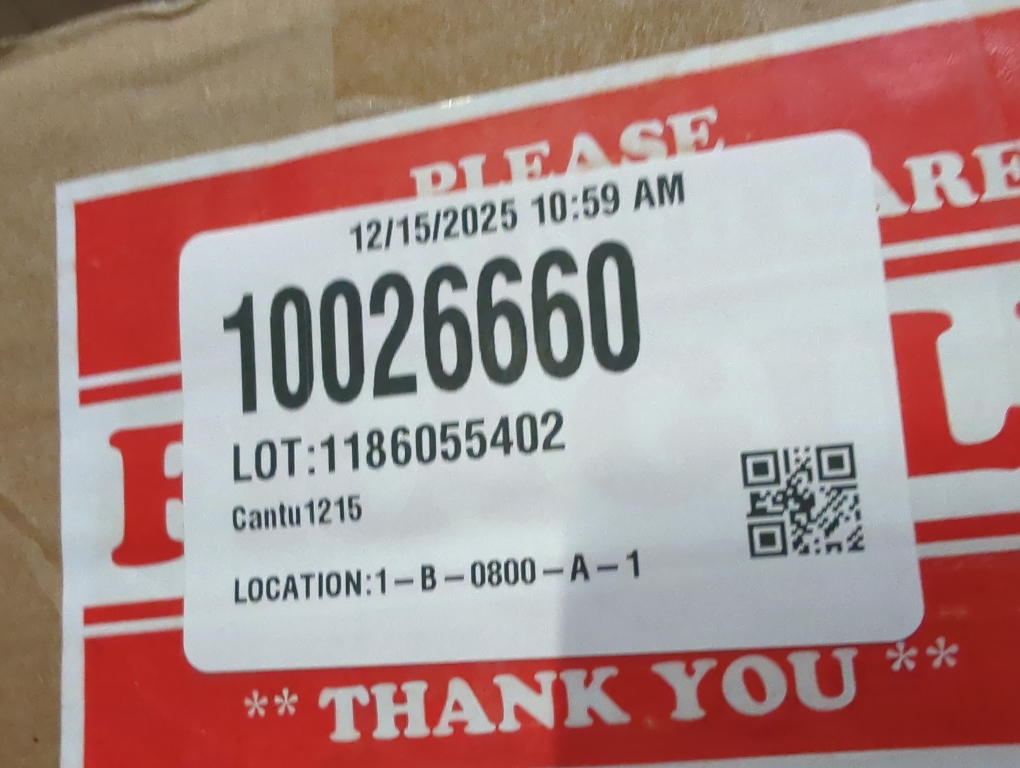 PLEASE
ARE
12/15/2025 10:59 AM
10026660
LOT:1186055402
Cantu1215
LOCATION:1-B-0800-A-1
** THANK YOU **